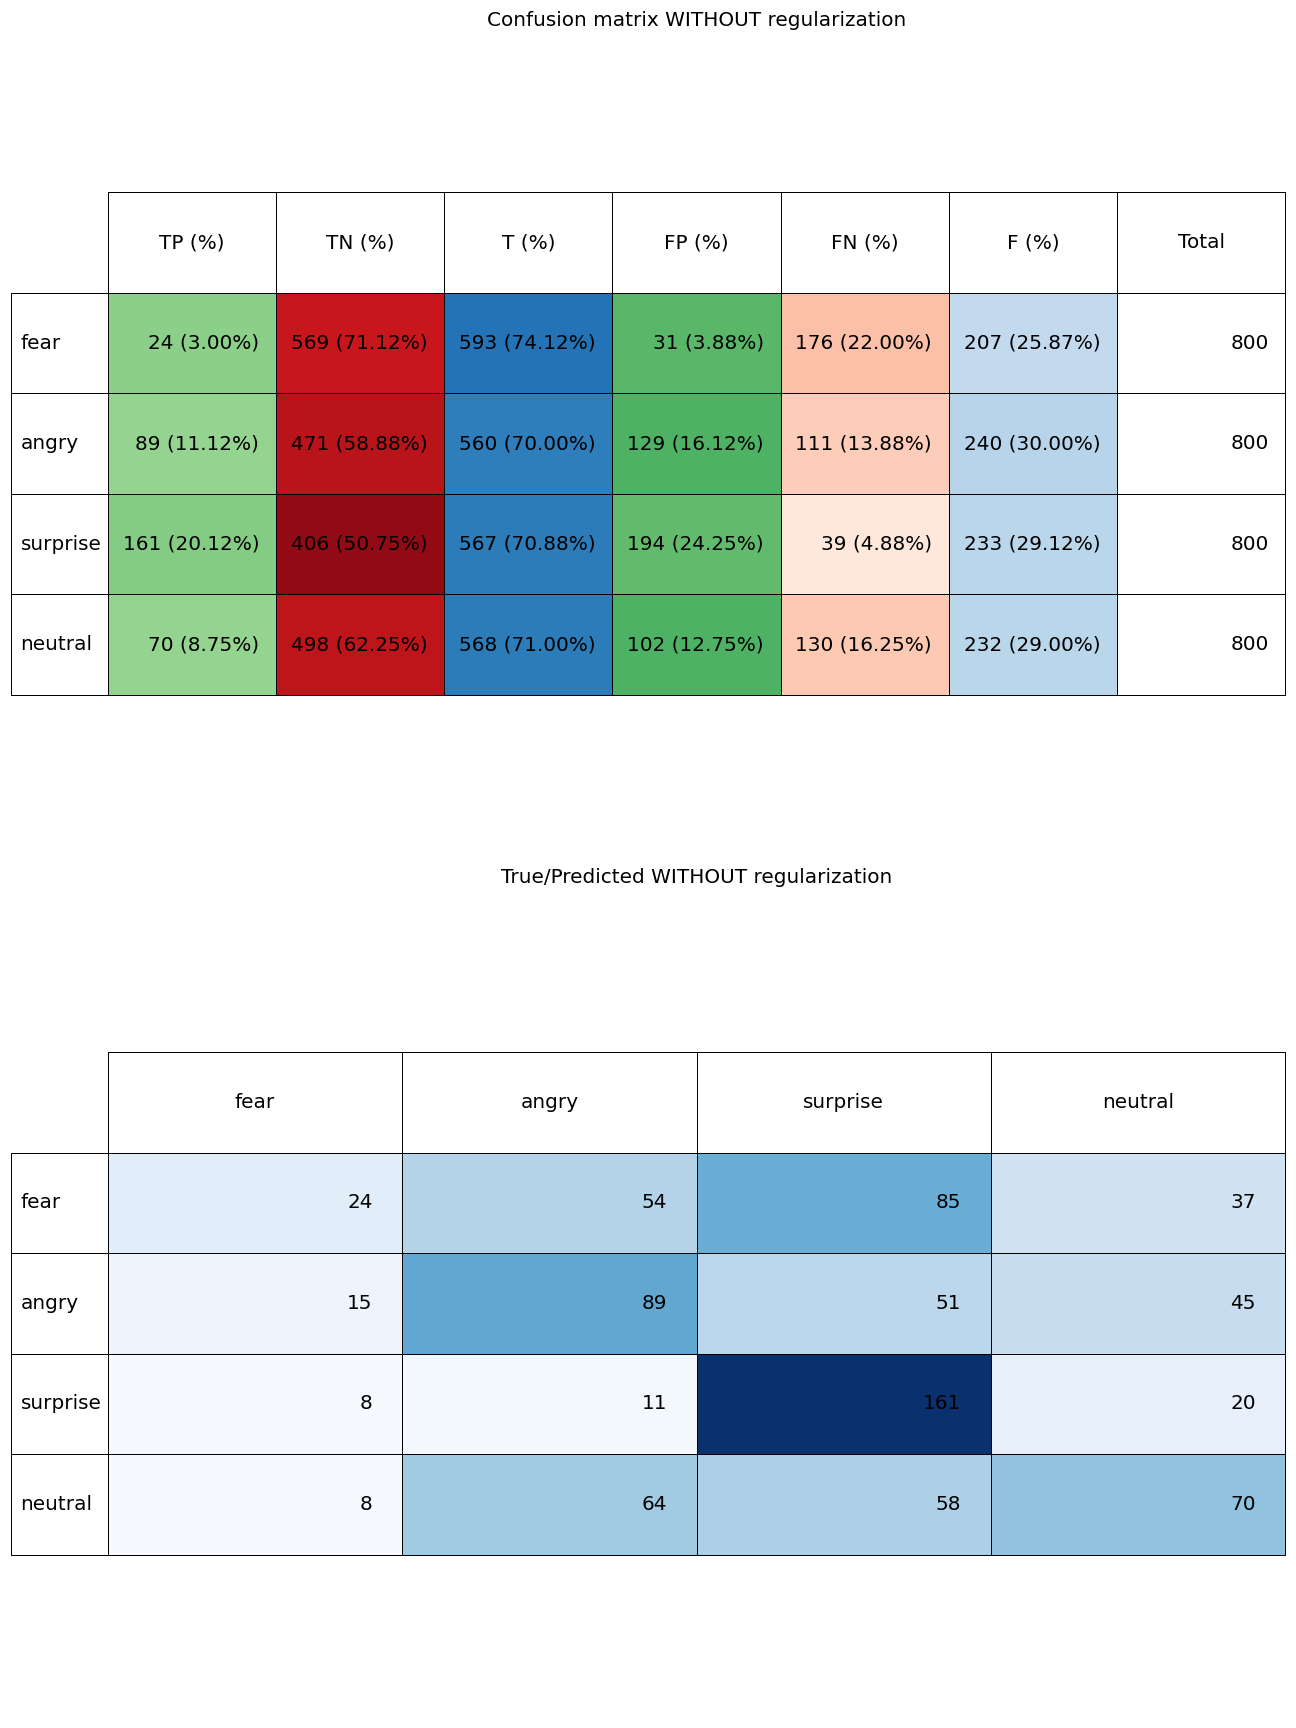 Confusion matrix WITHOUT regularization
TP (%) TN (%) T (%) FP (%) FN (%) F (%) Total
fear 24 (3.00%) 569 (71.12%) 593 (74.12%) 31 (3.88%) 176 (22.00%) 207 (25.87%) 800
angry 89 (11.12%) 471 (58.88%) 560 (70.00%) 129 (16.12%) 111 (13.88%) 240 (30.00%) 800
surprise 161 (20.12%) 406 (50.75%) 567 (70.88%) 194 (24.25%) 39 (4.88%) 233 (29.12%) 800
neutral 70 (8.75%) 498 (62.25%) 568 (71.00%) 102 (12.75%) 130 (16.25%) 232 (29.00%) 800
True/Predicted WITHOUT regularization
fear angry surprise neutral
fear 24 54 85 37
angry 15 89 51 45
surprise 8 11 161 20
neutral 8 64 58 70